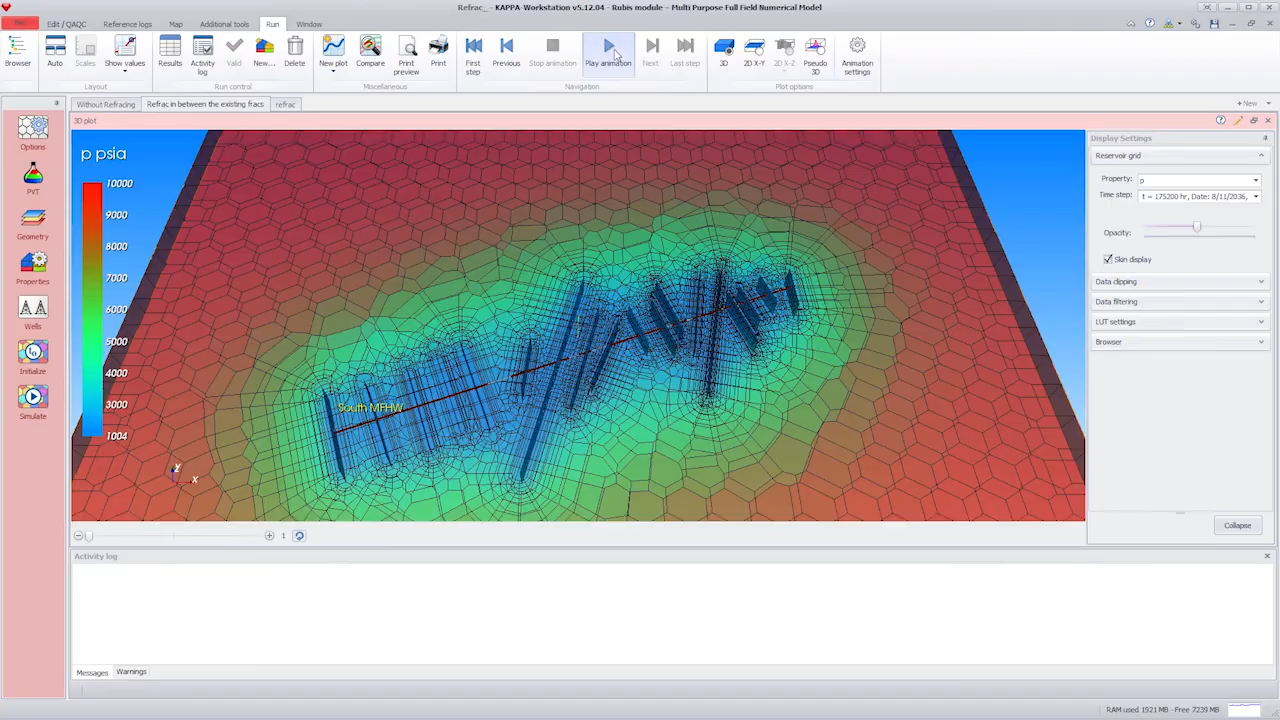 Refrac_ - KAPPA-Workstation v5.12.04 - Rubis module – Multi Purpose Full Field Numerical Model
Edit / QAQC
Reference logs
Map
Additional tools
Run
Window
Browser
Auto
Scales
Show values
Results
Activity log
Valid
New...
Delete
New plot
Compare
Print preview
Print
First step
Previous
Stop animation
Play animation
Next
Last step
3D
2D X-Y
2D X-Z
Pseudo 3D
Animation settings
Layout
Run control
Miscellaneous
Navigation
Plot options
Without Refracing
Refrac in between the existing fracs
refrac
+ New
3D plot
Options
PVT
Geometry
Properties
Wells
Initialize
Simulate
p psia
10000
9000
8000
7000
6000
5000
4000
3000
1004
South MFHW
y
x
Display Settings
Reservoir grid
Property:
p
Time step:
t = 175200 hr, Date: 8/11/2036,
Opacity:
Skin display
Data clipping
Data filtering
LUT settings
Browser
Collapse
1
Activity log
Messages
Warnings
RAM used 1921 MB - Free 7239 MB